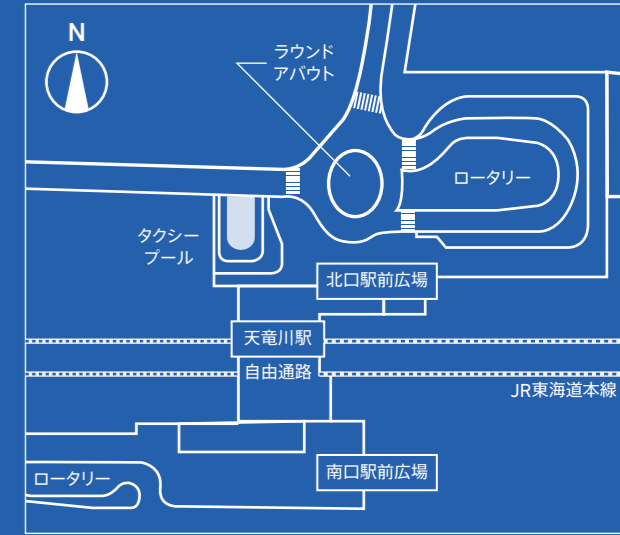 N
ラウンド
アバウト
ロータリー
タクシー
プール
北口駅前広場
天竜川駅
自由通路
JR東海道本線
ロータリー
南口駅前広場